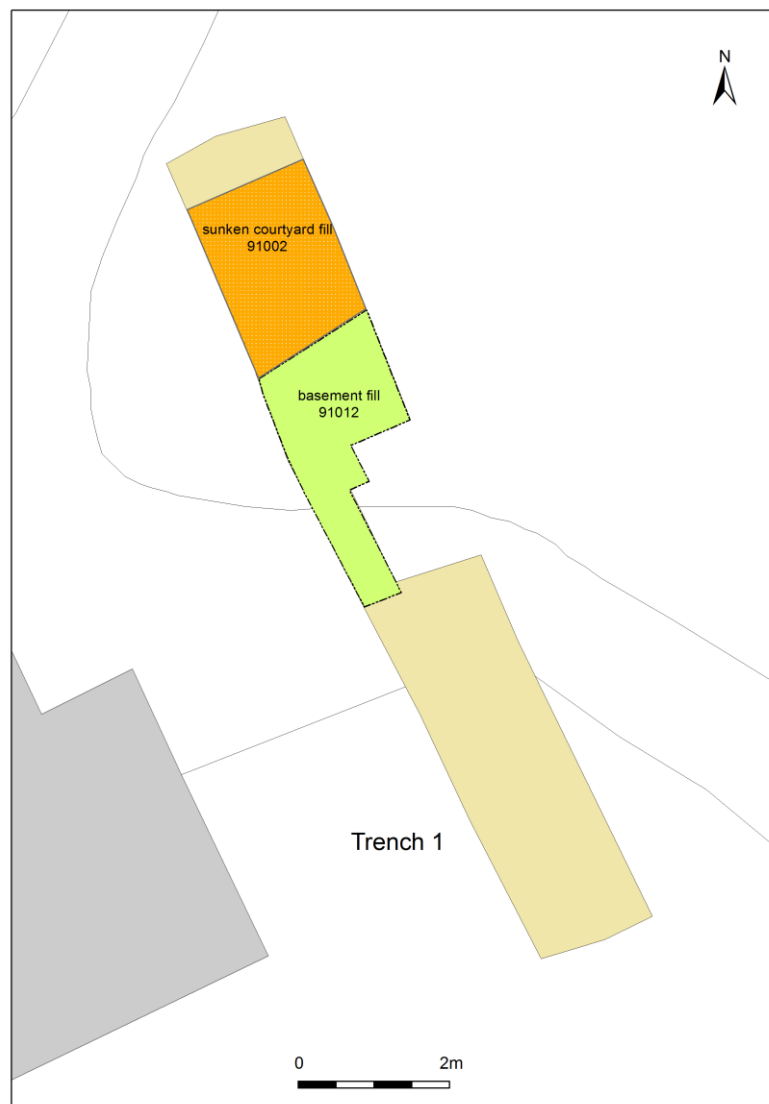 N
sunken courtyard fill
91002
basement fill
91012
Trench 1
0 2m